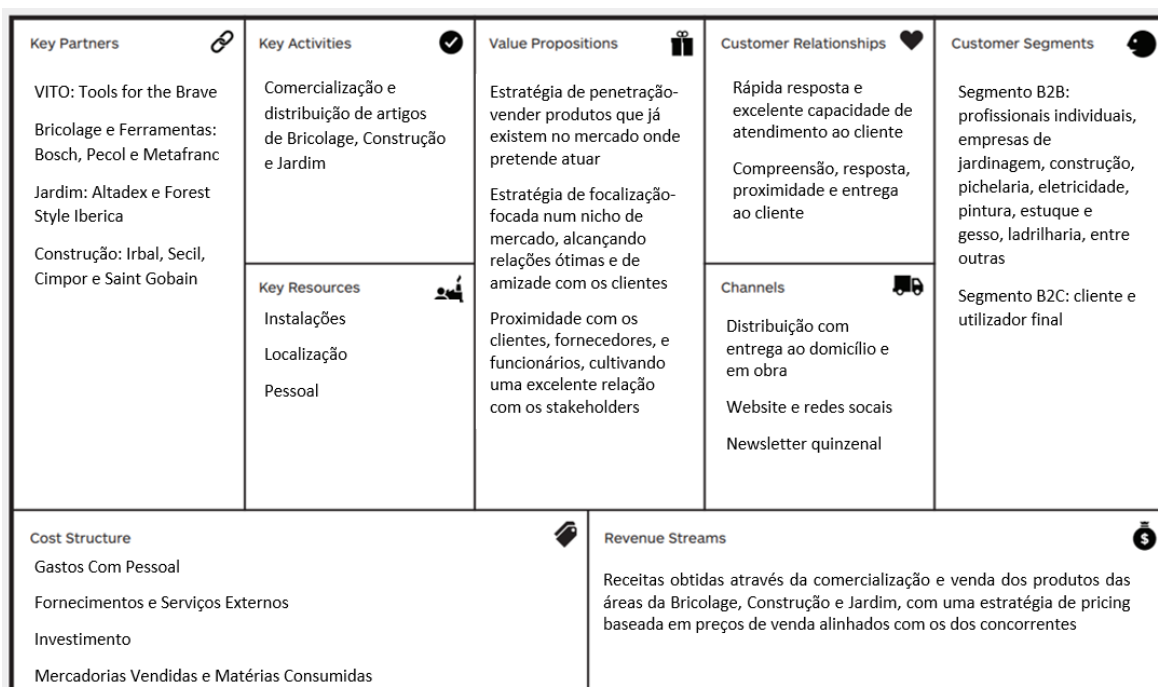 Key Partners
VITO: Tools for the Brave
Bricolage e Ferramentas:
Bosch, Pecol e Metafranc
Jardim: Altadex e Forest
Style Iberica
Construção: Irbal, Secil,
Cimpor e Saint Gobain
Key Activities
Comercialização e
distribuição de artigos
de Bricolage, Construção
e Jardim
Key Resources
Instalações
Localização
Pessoal
Value Propositions
Estratégia de penetração-
vender produtos que já
existem no mercado onde
pretende atuar
Estratégia de focalização-
focada num nicho de
mercado, alcançando
relações ótimas e de
amizade com os clientes
Proximidade com os
clientes, fornecedores, e
funcionários, cultivando
uma excelente relação
com os stakeholders
Customer Relationships
Rápida resposta e
excelente capacidade de
atendimento ao cliente
Compreensão, resposta,
proximidade e entrega
ao cliente
Channels
Distribuição com
entrega ao domicílio e
em obra
Website e redes socais
Newsletter quinzenal
Customer Segments
Segmento B2B:
profissionais individuais,
empresas de
jardinagem, construção,
pichelaria, eletricidade,
pintura, estuque e
gesso, ladrilharia, entre
outras
Segmento B2C: cliente e
utilizador final
Cost Structure
Gastos Com Pessoal
Fornecimentos e Serviços Externos
Investimento
Mercadorias Vendidas e Matérias Consumidas
Revenue Streams
$
Receitas obtidas através da comercialização e venda dos produtos das
áreas da Bricolage, Construção e Jardim, com uma estratégia de pricing
baseada em preços de venda alinhados com os dos concorrentes